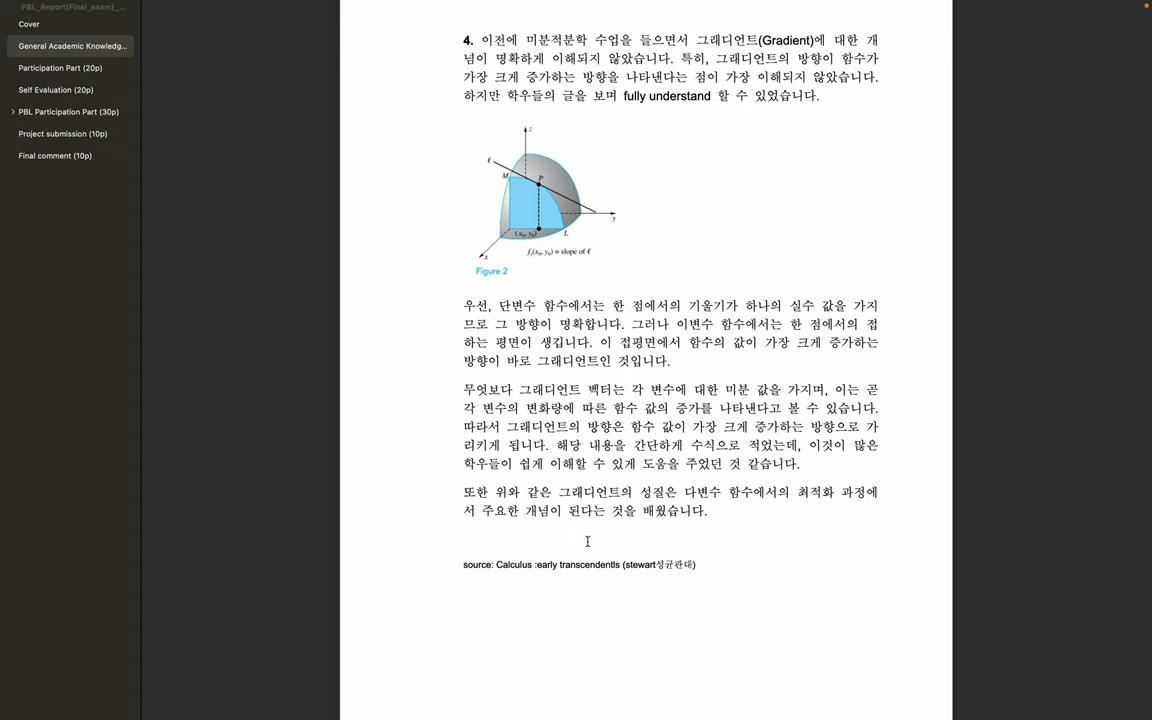 PBL_Report(Final_exam)_...
Cover
General Academic Knowledg...
Participation Part (20p)
Self Evaluation (20p)
PBL Participation Part (30p)
Project submission (10p)
Final comment (10p)
4. 이전에 미분적분학 수업을 들으면서 그래디언트(Gradient)에 대한 개
념이 명확하게 이해되지 않았습니다. 특히, 그래디언트의 방향이 함수가
가장 크게 증가하는 방향을 나타낸다는 점이 가장 이해되지 않았습니다.
하지만 학우들의 글을 보며 fully understand 할 수 있었습니다.
z
ℓ
M
P
y
(x₀, y₀)
L
x
fᵧ(x₀, y₀) = slope of ℓ
Figure 2
우선, 단변수 함수에서는 한 점에서의 기울기가 하나의 실수 값을 가지
므로 그 방향이 명확합니다. 그러나 이변수 함수에서는 한 점에서의 접
하는 평면이 생깁니다. 이 접평면에서 함수의 값이 가장 크게 증가하는
방향이 바로 그래디언트인 것입니다.
무엇보다 그래디언트 벡터는 각 변수에 대한 미분 값을 가지며, 이는 곧
각 변수의 변화량에 따른 함수 값의 증가를 나타낸다고 볼 수 있습니다.
따라서 그래디언트의 방향은 함수 값이 가장 크게 증가하는 방향으로 가
리키게 됩니다. 해당 내용을 간단하게 수식으로 적었는데, 이것이 많은
학우들이 쉽게 이해할 수 있게 도움을 주었던 것 같습니다.
또한 위와 같은 그래디언트의 성질은 다변수 함수에서의 최적화 과정에
서 주요한 개념이 된다는 것을 배웠습니다.
source: Calculus :early transcendentls (stewart성균관대)